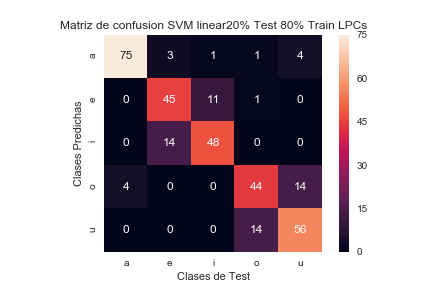 Matriz de confusion SVM linear20% Test 80% Train LPCs
a 75 3 1 1 4
e 0 45 11 1 0
i 0 14 48 0 0
o 4 0 0 44 14
u 0 0 0 14 56
a e i o u
Clases de Test
Clases Predichas
75
60
45
30
15
0